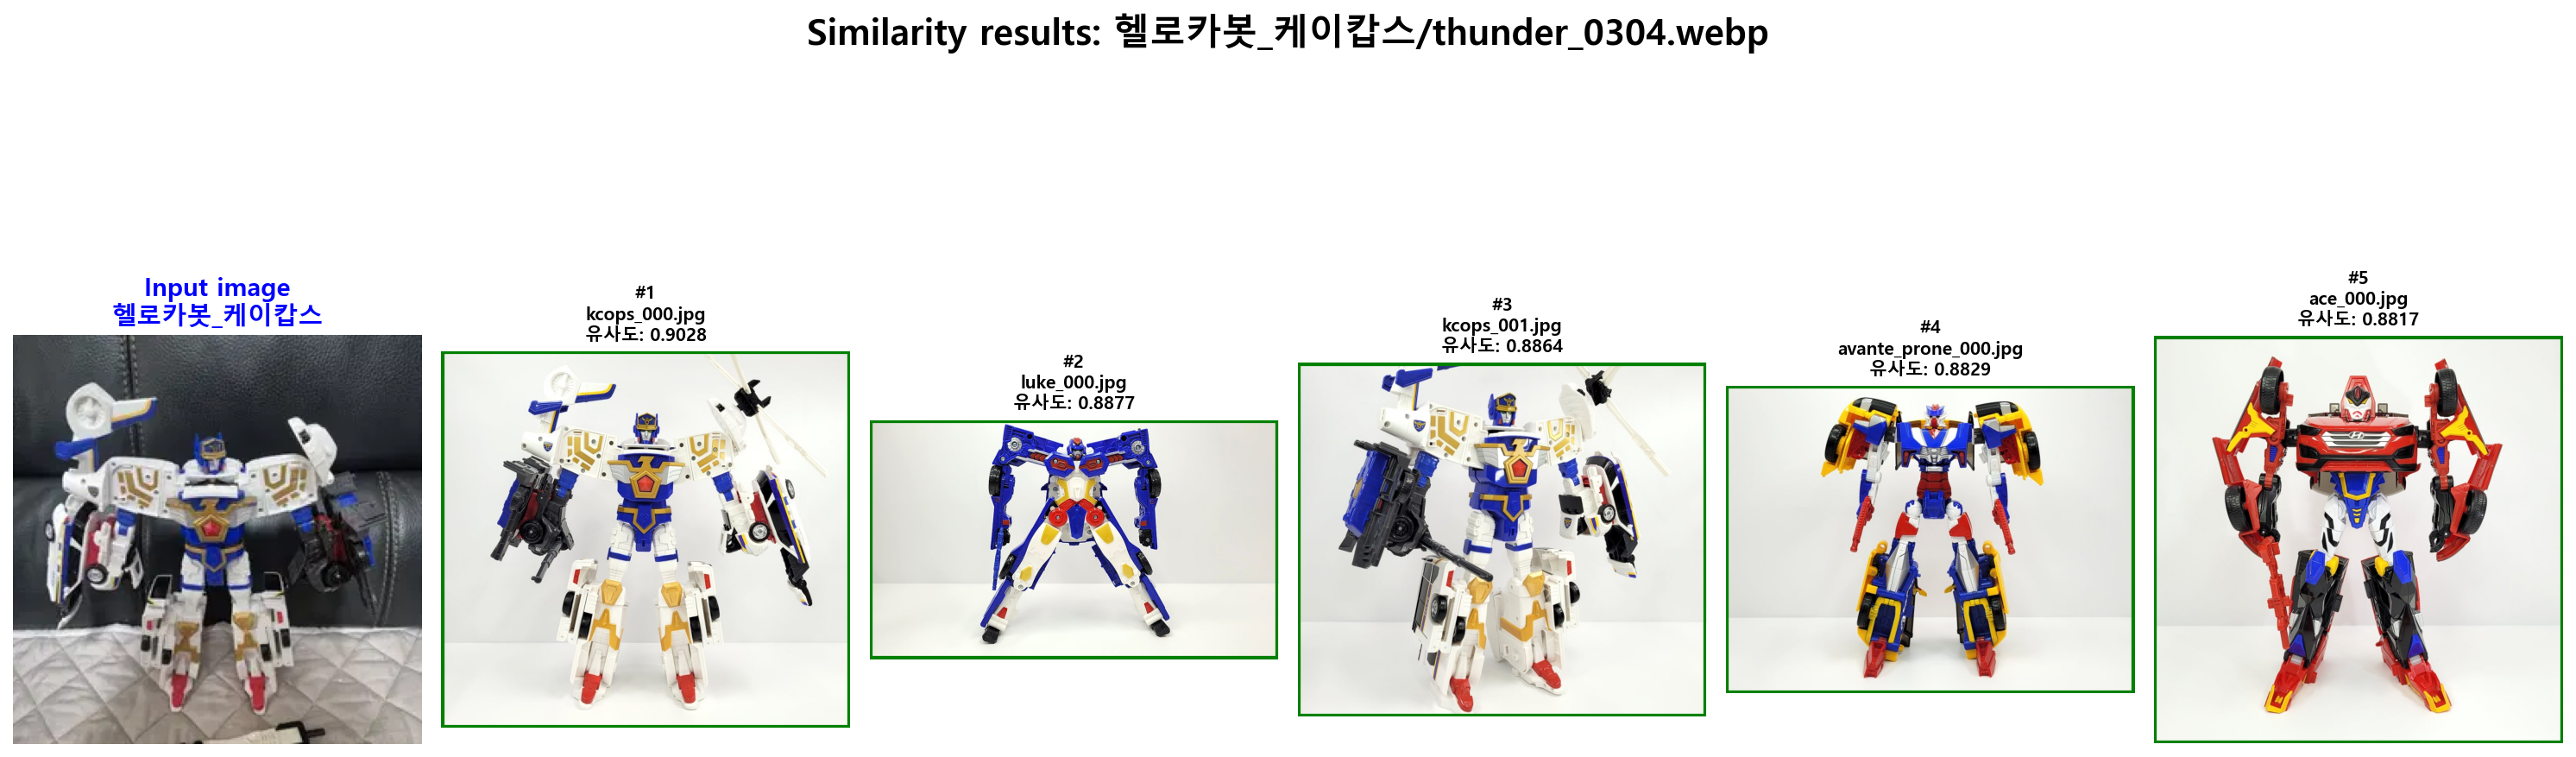 Similarity results: 헬로카봇_케이캅스/thunder_0304.webp
Input image
헬로카봇_케이캅스
#1
kcops_000.jpg
유사도: 0.9028
#2
luke_000.jpg
유사도: 0.8877
#3
kcops_001.jpg
유사도: 0.8864
#4
avante_prone_000.jpg
유사도: 0.8829
#5
ace_000.jpg
유사도: 0.8817